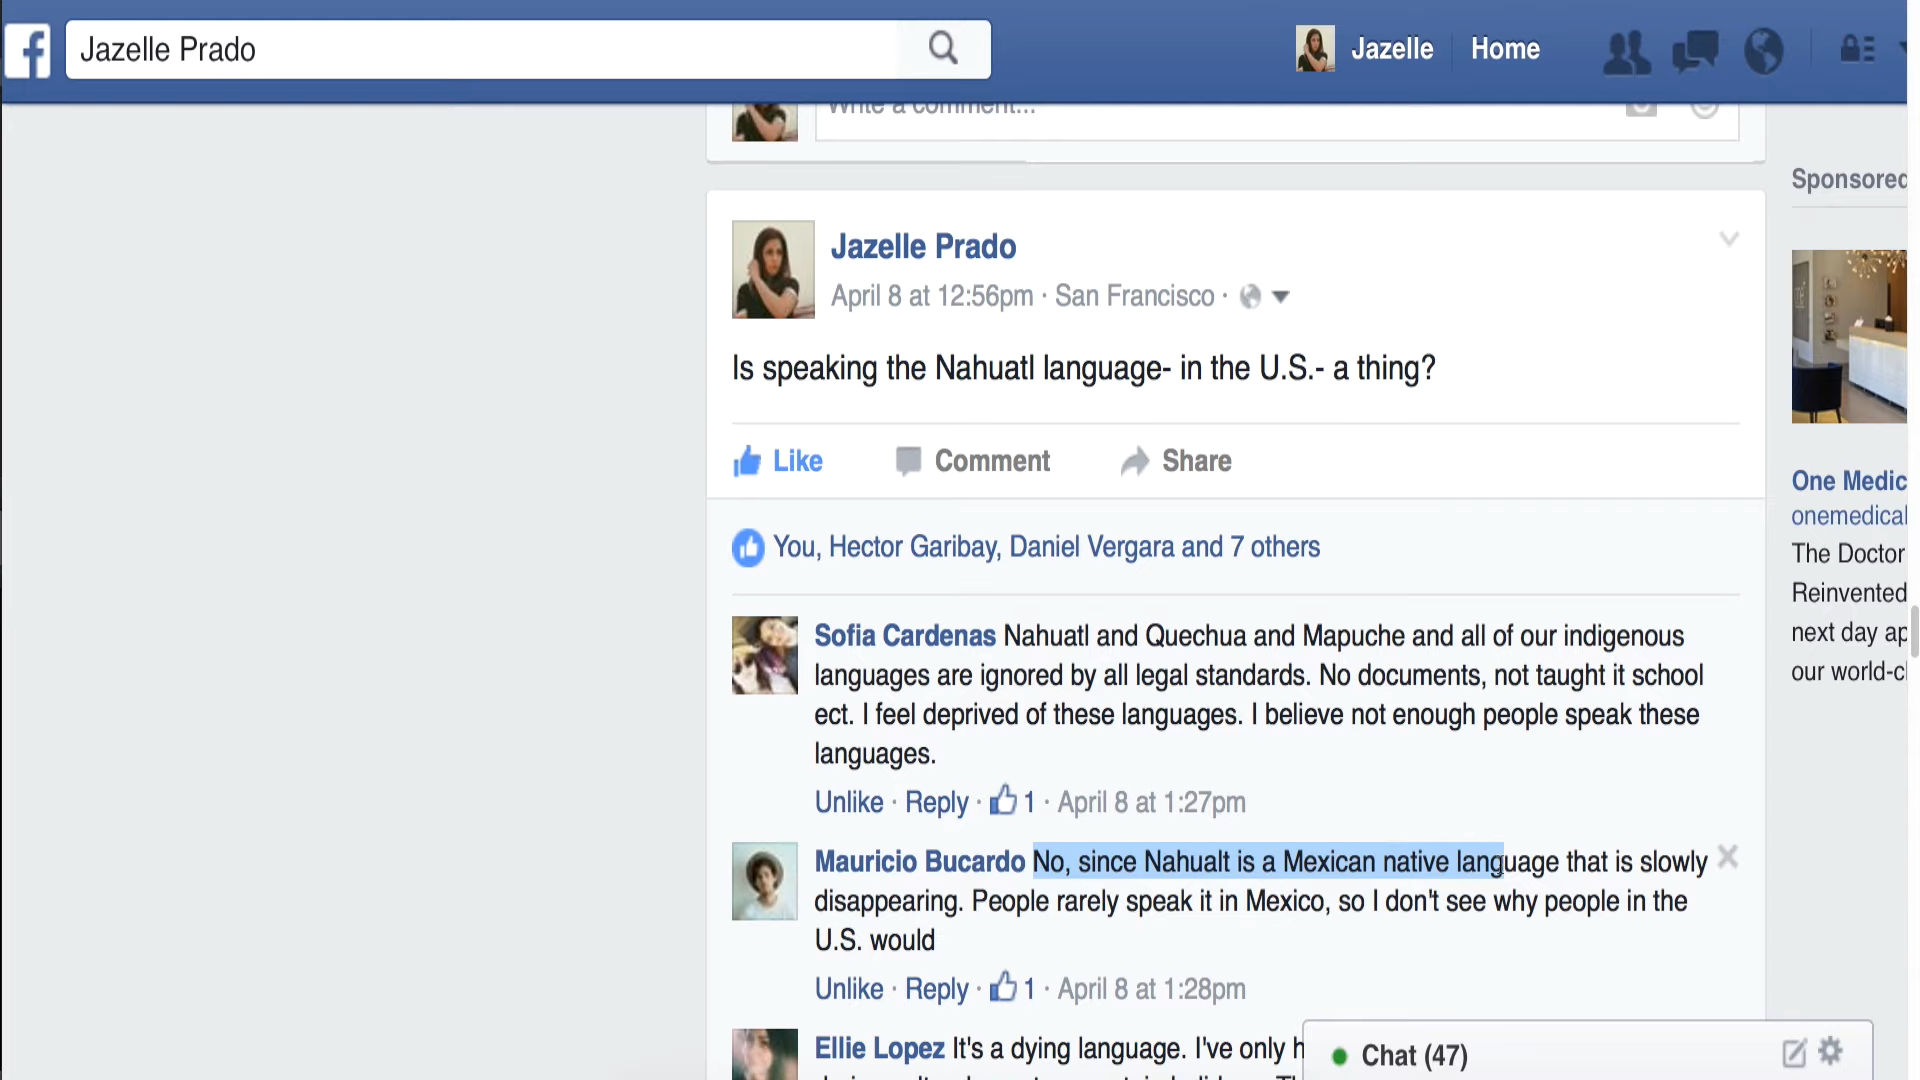 Jazelle Prado
Jazelle
Home
Write a comment...
Sponsored
Jazelle Prado
April 8 at 12:56pm · San Francisco ·
Is speaking the Nahuatl language- in the U.S.- a thing?
Like
Comment
Share
You, Hector Garibay, Daniel Vergara and 7 others
Sofia Cardenas Nahuatl and Quechua and Mapuche and all of our indigenous
languages are ignored by all legal standards. No documents, not taught it school
ect. I feel deprived of these languages. I believe not enough people speak these
languages.
Unlike · Reply · 1 · April 8 at 1:27pm
Mauricio Bucardo No, since Nahualt is a Mexican native language that is slowly
disappearing. People rarely speak it in Mexico, so I don't see why people in the
U.S. would
Unlike · Reply · 1 · April 8 at 1:28pm
Ellie Lopez It's a dying language. I've only h
One Medic
onemedical
The Doctor
Reinvented
next day ap
our world-cl
Chat (47)